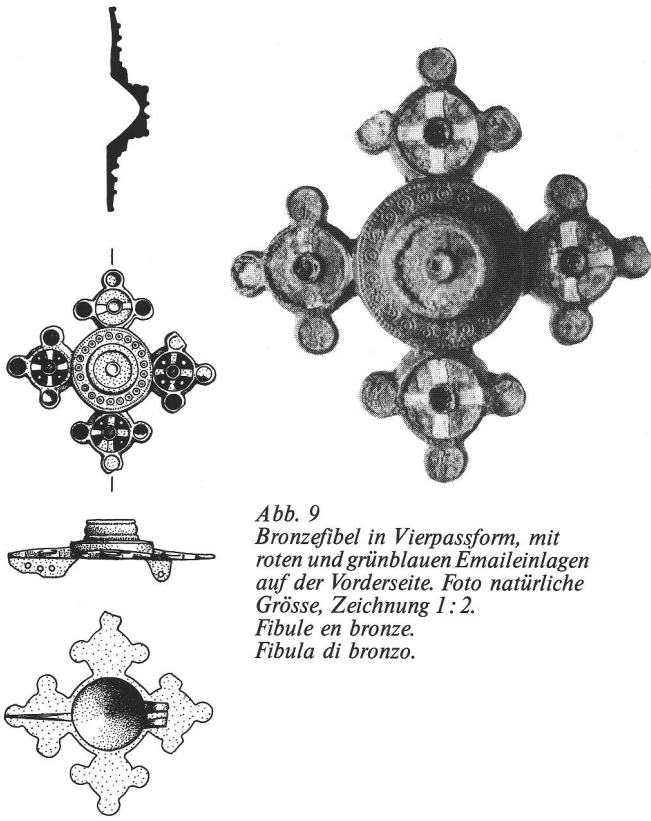 Abb. 9
Bronzefibel in Vierpassform, mit
roten und grünblauen Emaileinlagen
auf der Vorderseite. Foto natürliche
Grösse, Zeichnung 1 : 2.
Fibule en bronze.
Fibula di bronzo.